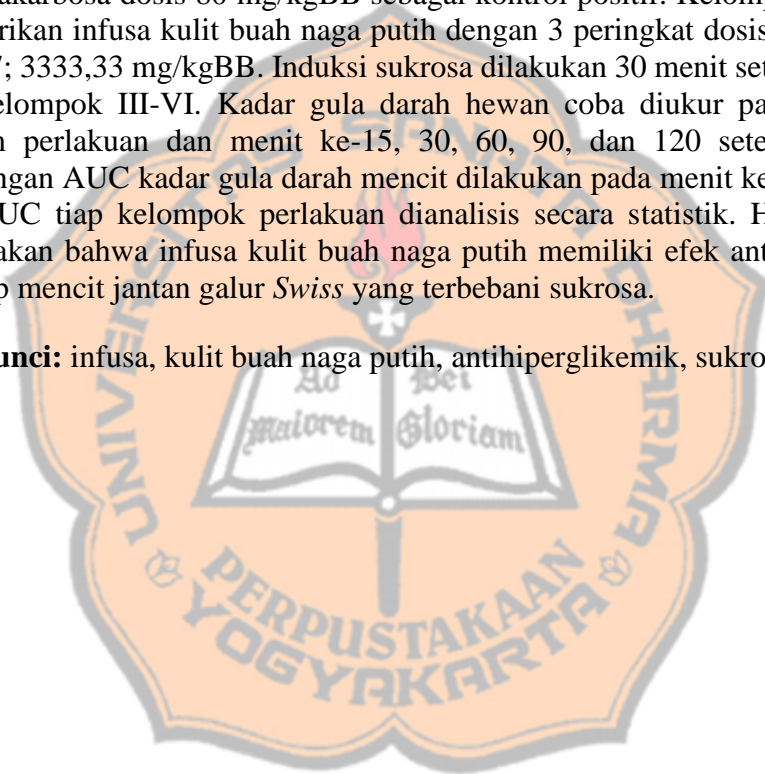 akarbosa dosis 80 mg/kgBB sebagai kontrol positif.
rikan infusa kulit buah naga putih dengan 3 peringkat dosis
; 3333,33 mg/kgBB. Induksi sukrosa dilakukan 30 menit set
elompok III-VI. Kadar gula darah hewan coba diukur pa
perlakuan dan menit ke-15, 30, 60, 90, dan 120 sete
ngan AUC kadar gula darah mencit dilakukan pada menit ke
UC tiap kelompok perlakuan dianalisis secara statistik. H
akan bahwa infusa kulit buah naga putih memiliki efek ant
p mencit jantan galur Swiss yang terbebani sukrosa.
unci: infusa, kulit buah naga putih, antihiperglikemik, sukro
UNIVERSITAS SANATA DHARMA
Ad Dei
Maiorem Gloriam
PERPUSTAKAAN
YOGYAKARTA